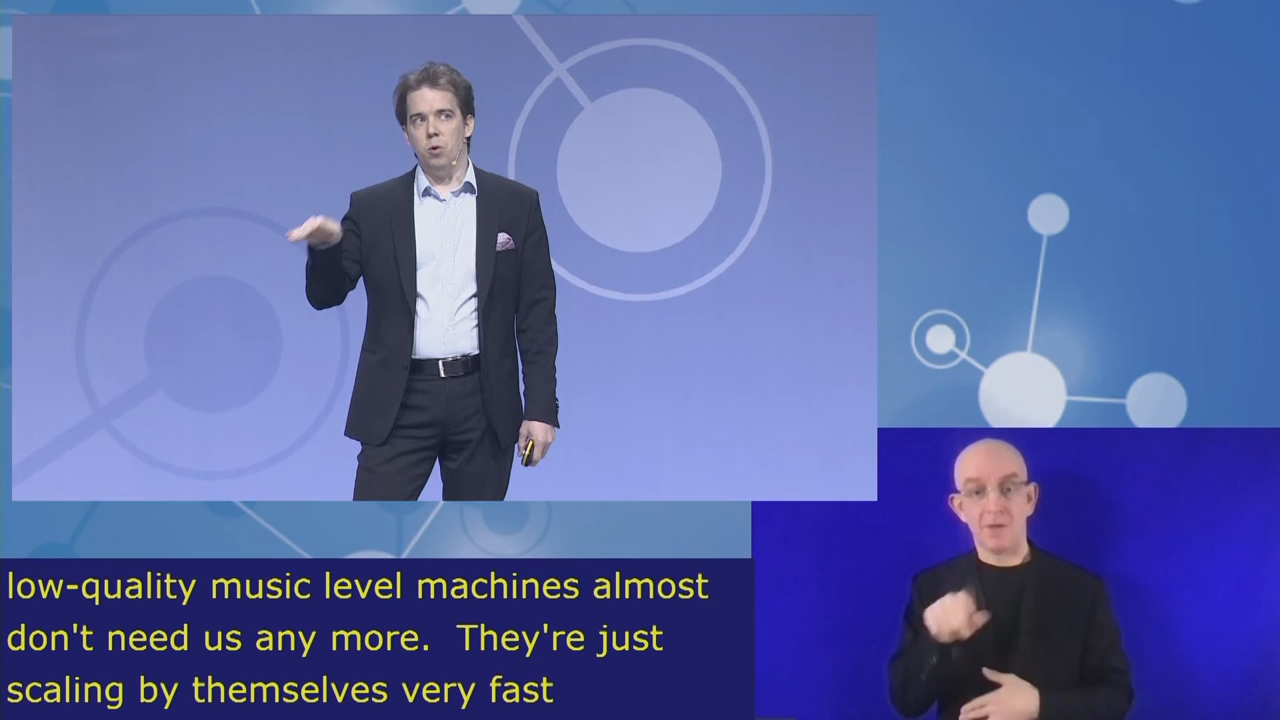 low-quality music level machines almost
don't need us any more.  They're just
scaling by themselves very fast